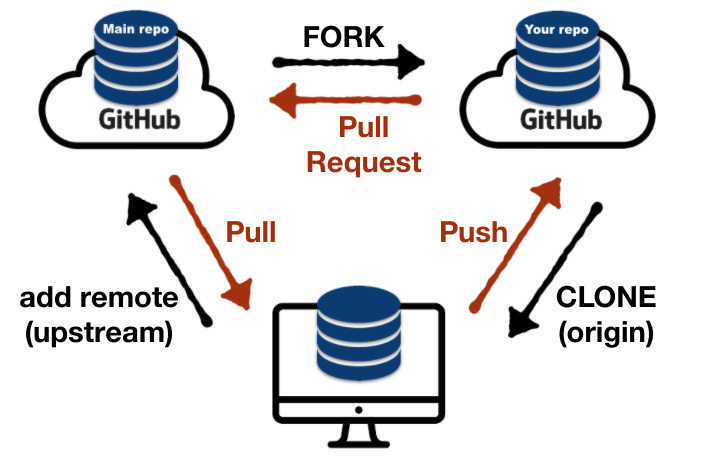 Main repo
GitHub
FORK
Pull
Request
Your repo
GitHub
Pull
Push
add remote
(upstream)
CLONE
(origin)